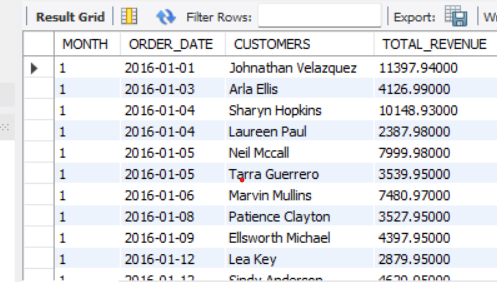 Result Grid Filter Rows: Export:
MONTH ORDER_DATE CUSTOMERS TOTAL_REVENUE
1 2016-01-01 Johnathan Velazquez 11397.94000
1 2016-01-03 Arla Ellis 4126.99000
1 2016-01-04 Sharyn Hopkins 10148.93000
1 2016-01-04 Laureen Paul 2387.98000
1 2016-01-05 Neil Mccall 7999.98000
1 2016-01-05 Tarra Guerrero 3539.95000
1 2016-01-06 Marvin Mullins 7480.97000
1 2016-01-08 Patience Clayton 3527.95000
1 2016-01-09 Ellsworth Michael 4397.95000
1 2016-01-12 Lea Key 2879.95000
1 Sindy Anderson